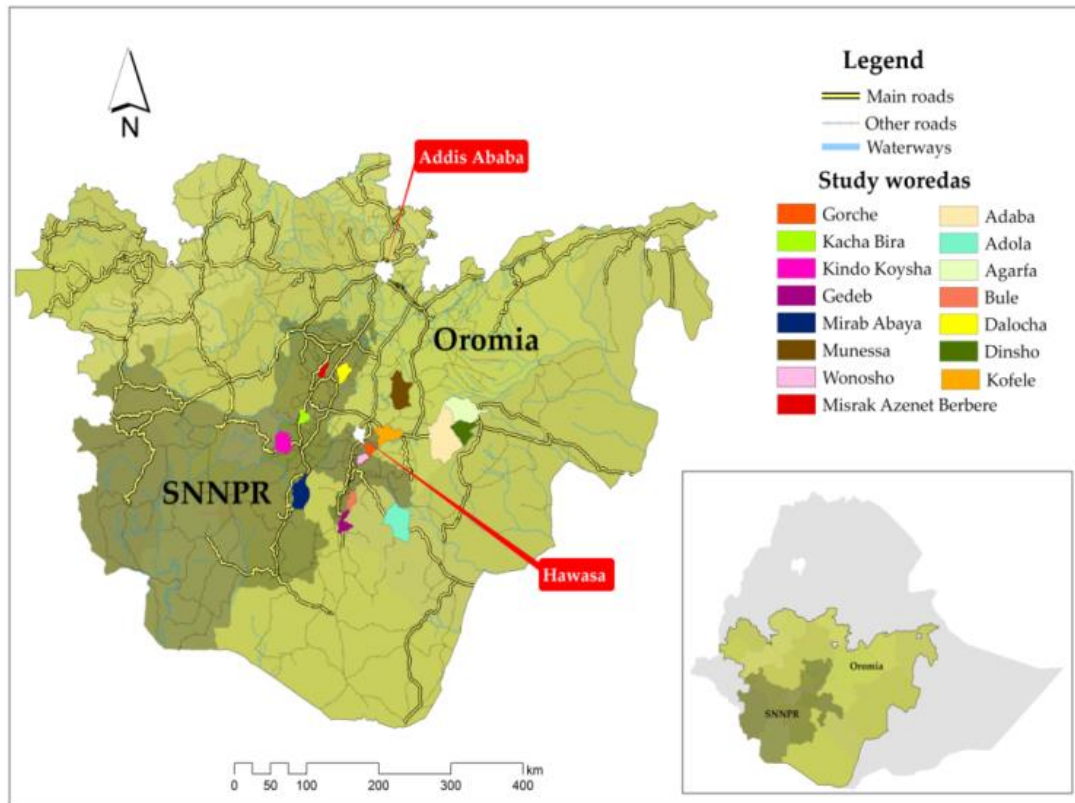 Legend
Main roads
Other roads
Waterways
Study woredas
Gorche
Kacha Bira
Kindo Koysha
Gedeb
Mirab Abaya
Munessa
Wonosho
Misrak Azenet Berbere
Adaba
Adola
Agarfa
Bule
Dalocha
Dinsho
Kofele
N
Addis Ababa
Oromia
SNNPR
Hawasa
0 50 100 200 300 400 km
Oromia
SNNPR